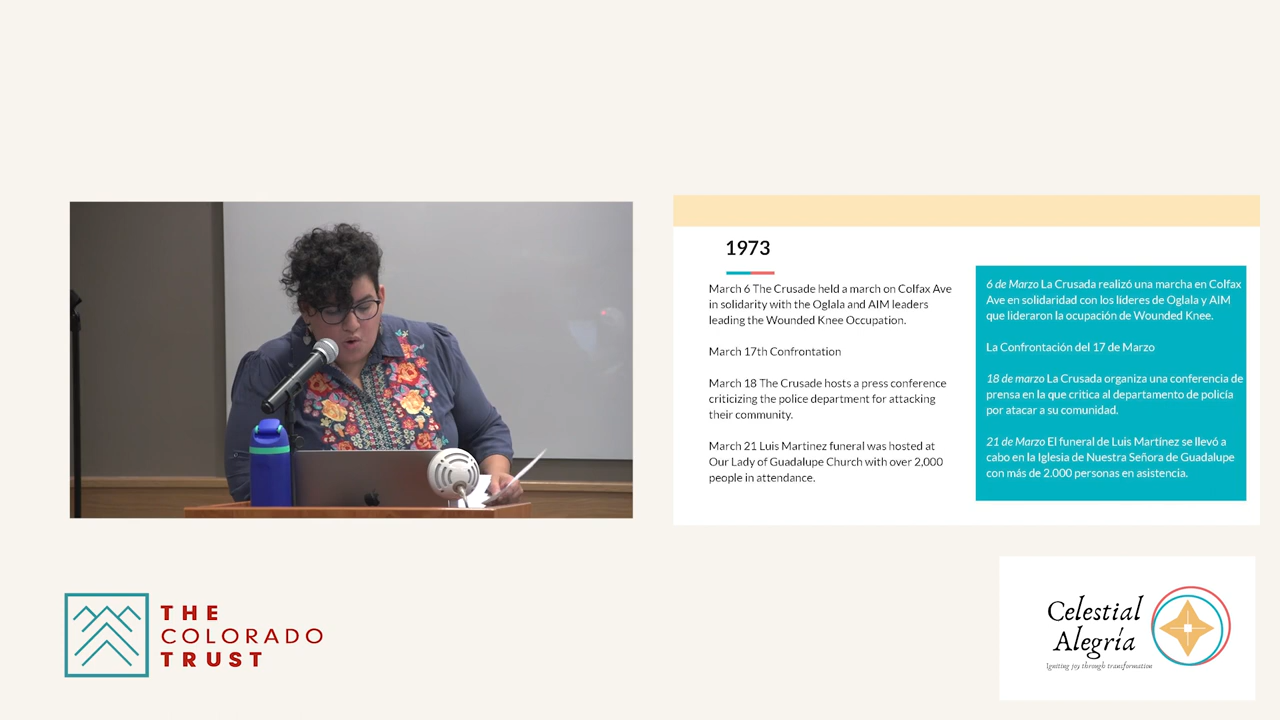 1973
March 6 The Crusade held a march on Colfax Ave
in solidarity with the Oglala and AIM leaders
leading the Wounded Knee Occupation.
March 17th Confrontation
March 18 The Crusade hosts a press conference
criticizing the police department for attacking
their community.
March 21 Luis Martinez funeral was hosted at
Our Lady of Guadalupe Church with over 2,000
people in attendance.
6 de Marzo La Crusada realizó una marcha en Colfax
Ave en solidaridad con los líderes de Oglala y AIM
que lideraron la ocupación de Wounded Knee.
La Confrontación del 17 de Marzo
18 de marzo La Crusada organiza una conferencia de
prensa en la que critica al departamento de policía
por atacar a su comunidad.
21 de Marzo El funeral de Luis Martínez se llevó a
cabo en la Iglesia de Nuestra Señora de Guadalupe
con más de 2,000 personas en asistencia.
THE
COLORADO
TRUST
Celestial
Alegría
Igniting joy through transformation